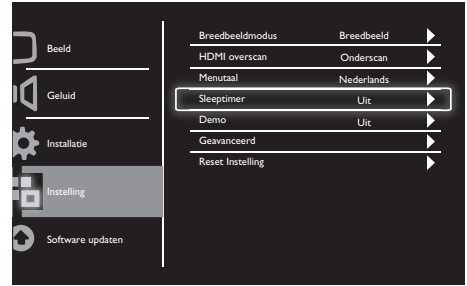 Beeld
Geluid
Installatie
Instelling
Software updaten
Breedbeeldmodus Breedbeeld
HDMI overscan Onderscan
Menutaal Nederlands
Sleeptimer Uit
Demo Uit
Geavanceerd
Reset Instelling